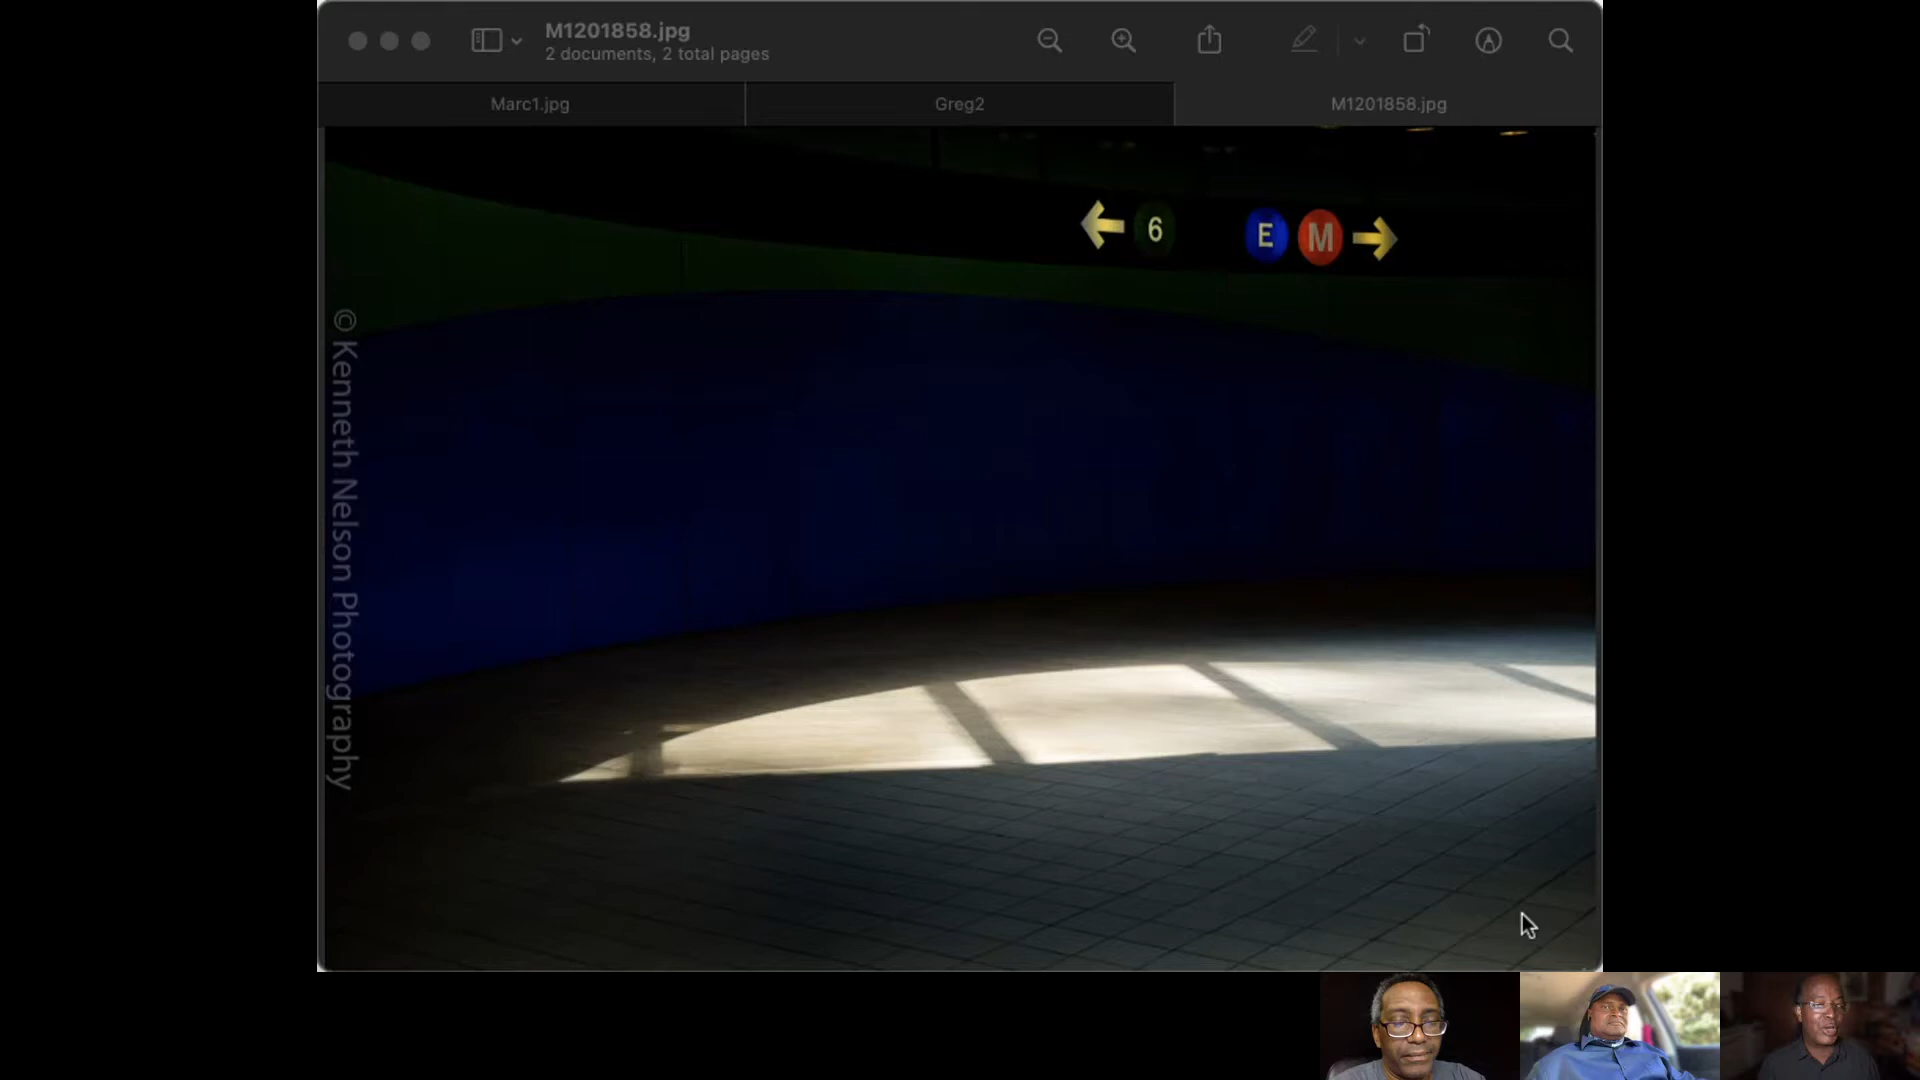 M1201858.jpg
2 documents, 2 total pages
Marc1.jpg
Greg2
M1201858.jpg
6
E M
© Kenneth Nelson Photography